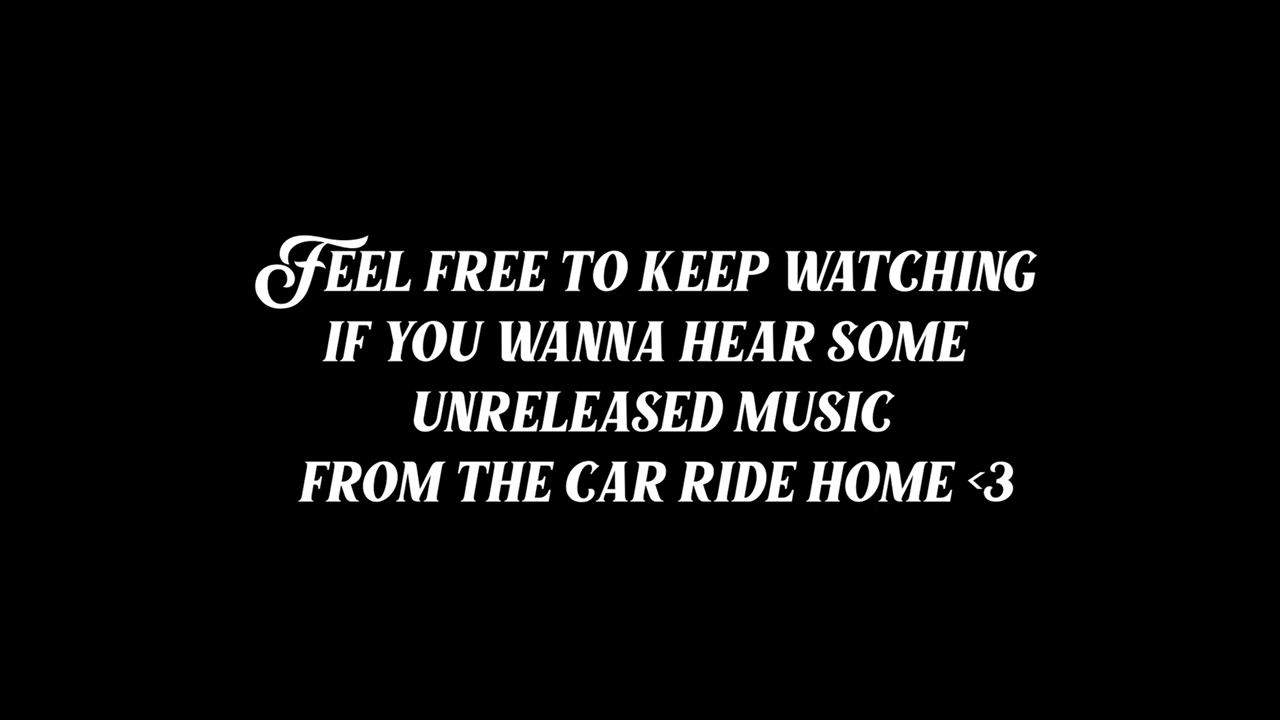 FEEL FREE TO KEEP WATCHING
IF YOU WANNA HEAR SOME
UNRELEASED MUSIC
FROM THE CAR RIDE HOME <3